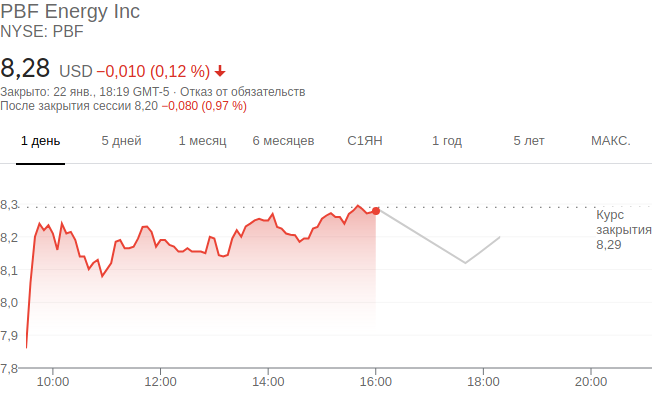 PBF Energy Inc
NYSE: PBF
8,28 USD −0,010 (0,12 %)
Закрыто: 22 янв., 18:19 GMT-5 · Отказ от обязательств
После закрытия сессии 8,20 −0,080 (0,97 %)
1 день 5 дней 1 месяц 6 месяцев С1ЯН 1 год 5 лет МАКС.
8,3
Курс
закрытия
8,29
8,2
8,1
8,0
7,9
7,8
10:00 12:00 14:00 16:00 18:00 20:00